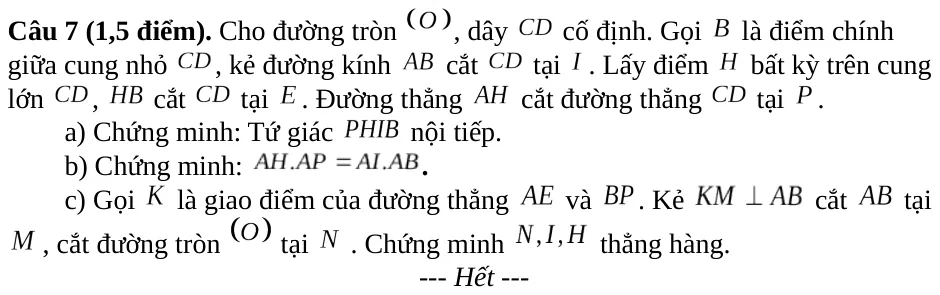 Câu 7 (1,5 điểm). Cho đường tròn (O), dây CD cố định. Gọi B là điểm chính
giữa cung nhỏ CD, kẻ đường kính AB cắt CD tại I. Lấy điểm H bất kỳ trên cung
lớn CD, HB cắt CD tại E. Đường thẳng AH cắt đường thẳng CD tại P.
a) Chứng minh: Tứ giác PHIB nội tiếp.
b) Chứng minh: AH.AP = AI.AB.
c) Gọi K là giao điểm của đường thẳng AE và BP. Kẻ KM ⊥ AB cắt AB tại
M, cắt đường tròn (O) tại N. Chứng minh N, I, H thẳng hàng.
--- Hết ---